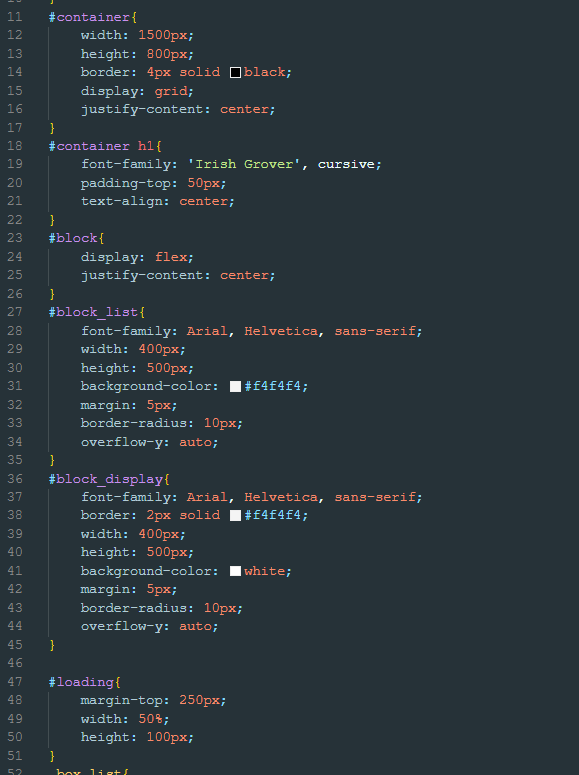 10 }
11 #container{
12 width: 1500px;
13 height: 800px;
14 border: 4px solid black;
15 display: grid;
16 justify-content: center;
17 }
18 #container h1{
19 font-family: 'Irish Grover', cursive;
20 padding-top: 50px;
21 text-align: center;
22 }
23 #block{
24 display: flex;
25 justify-content: center;
26 }
27 #block_list{
28 font-family: Arial, Helvetica, sans-serif;
29 width: 400px;
30 height: 500px;
31 background-color: #f4f4f4;
32 margin: 5px;
33 border-radius: 10px;
34 overflow-y: auto;
35 }
36 #block_display{
37 font-family: Arial, Helvetica, sans-serif;
38 border: 2px solid #f4f4f4;
39 width: 400px;
40 height: 500px;
41 background-color: white;
42 margin: 5px;
43 border-radius: 10px;
44 overflow-y: auto;
45 }
46
47 #loading{
48 margin-top: 250px;
49 width: 50%;
50 height: 100px;
51 }
52 .box_list{